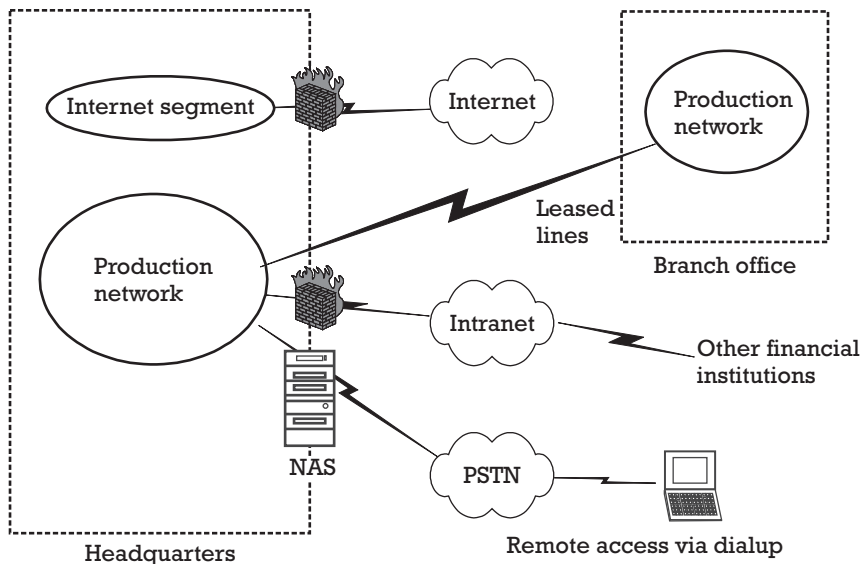 Internet segment
Internet
Production
network
Leased
lines
Branch office
Production
network
Intranet
Other financial
institutions
NAS
PSTN
Headquarters
Remote access via dialup